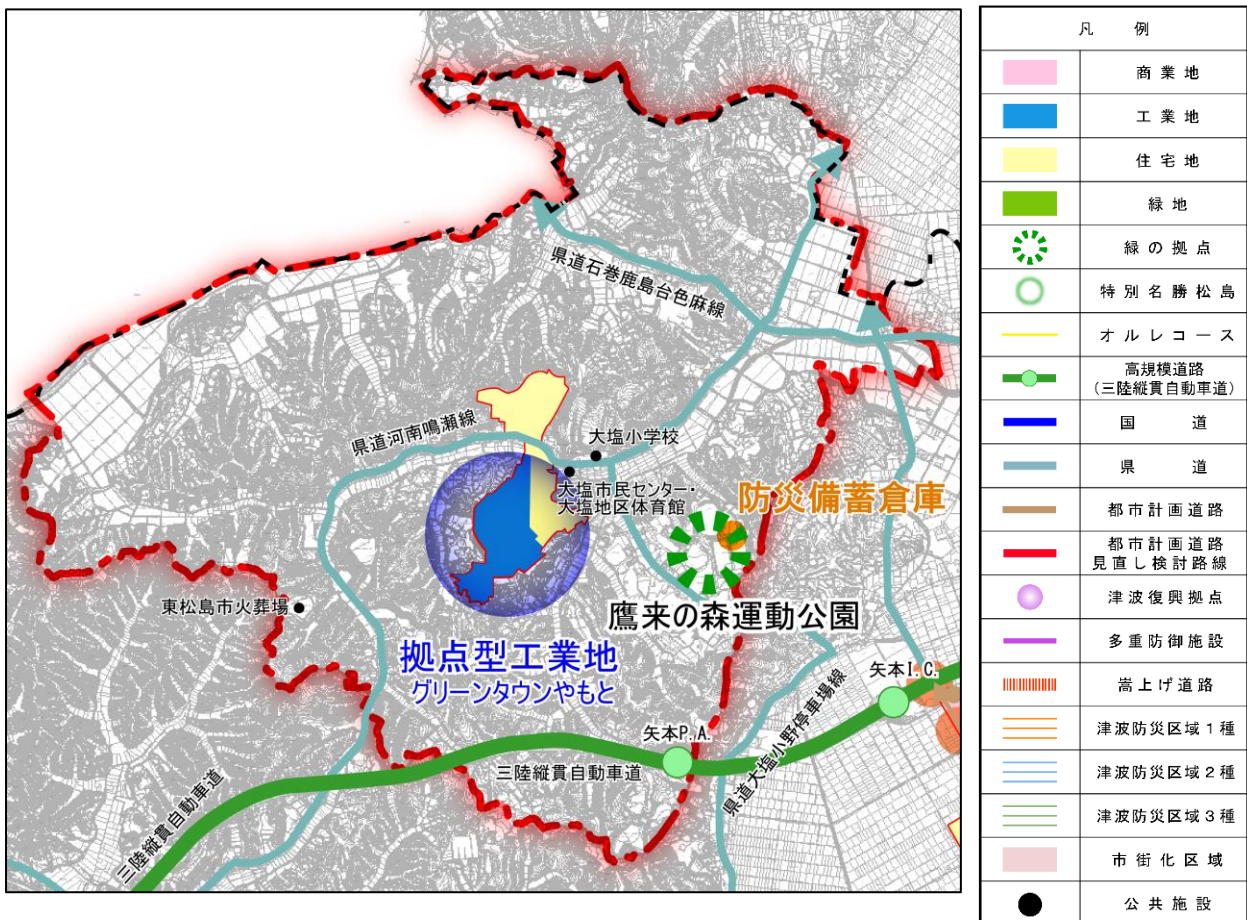 県道石巻鹿島台色麻線
県道河南鳴瀬線
大塩小学校
大塩市民センター・
大塩地区体育館
防災備蓄倉庫
鷹来の森運動公園
東松島市火葬場
拠点型工業地
グリーンタウンやもと
矢本I.C.
矢本P.A.
三陸縦貫自動車道
県道大塩小野停車場線
三陸縦貫自動車道
凡例
商業地
工業地
住宅地
緑地
緑の拠点
特別名勝松島
オルレコース
高規模道路
(三陸縦貫自動車道)
国道
県道
都市計画道路
都市計画道路
見直し検討路線
津波復興拠点
多重防御施設
嵩上げ道路
津波防災区域1種
津波防災区域2種
津波防災区域3種
市街化区域
公共施設